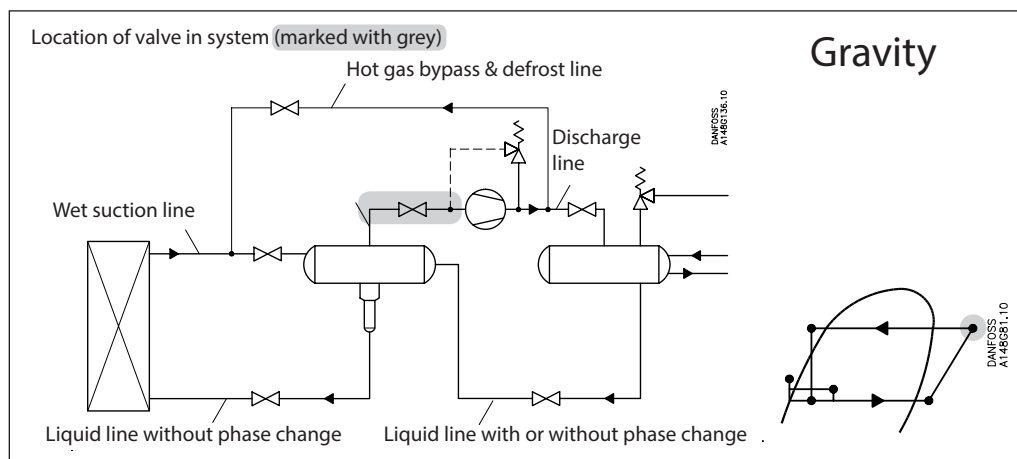 Location of valve in system (marked with grey)
Gravity
Hot gas bypass & defrost line
DANFOSS
A148G136.10
Discharge
line
Wet suction line
DANFOSS
A148G81.10
Liquid line without phase change
Liquid line with or without phase change